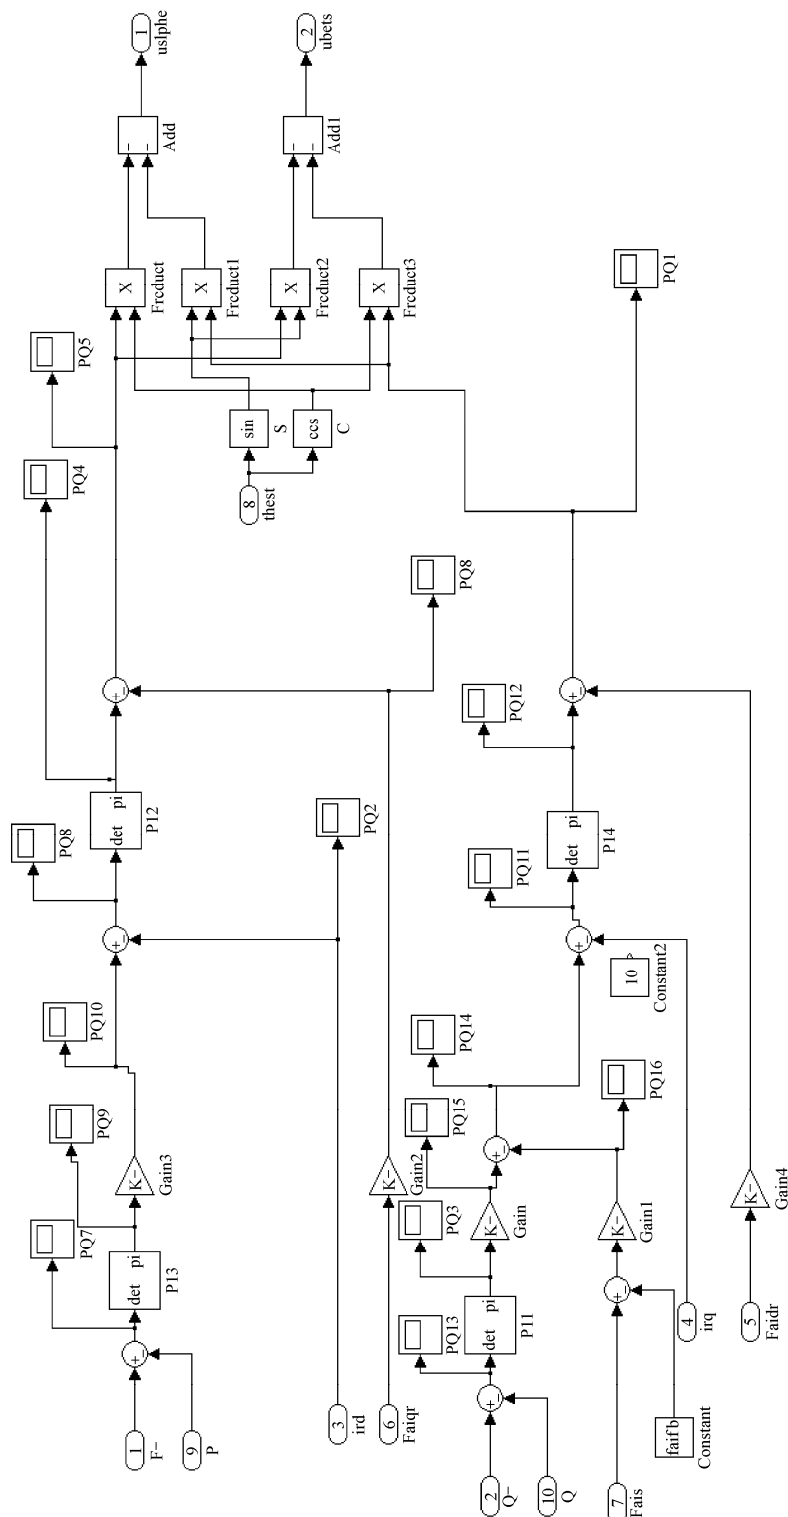 1
uslphe
2
ubets
Add
Add1
X
Frcduct
X
Frcduct1
X
Frcduct2
X
Frcduct3
PQ1
PQ5
PQ4
sin
S
ccs
C
8
thest
PQ8
PQ12
det pi
P12
PQ8
PQ2
det pi
P14
PQ11
10
Constant2
PQ10
PQ14
PQ16
PQ15
PQ9
K−
Gain3
K−
Gain2
K−
Gain
K−
Gain1
K−
Gain4
PQ7
PQ3
det pi
P13
det pi
P11
PQ13
1
F−
9
P
3
ird
6
Faiqr
2
Q−
10
Q
7
Fais
faifb
Constant
4
irq
5
Faidr